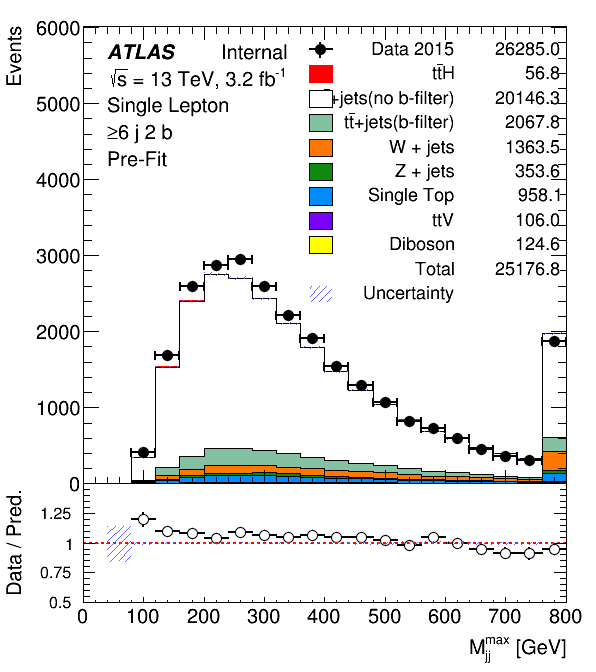 Events
6000
5000
4000
3000
2000
1000
0
ATLAS Internal
√s = 13 TeV, 3.2 fb-1
Single Lepton
≥6 j 2 b
Pre-Fit
Data 2015 26285.0
tt̄H 56.8
+jets(no b-filter) 20146.3
tt̄+jets(b-filter) 2067.8
W + jets 1363.5
Z + jets 353.6
Single Top 958.1
ttV 106.0
Diboson 124.6
Total 25176.8
Uncertainty
Data / Pred.
1.25
1
0.75
0.5
0 100 200 300 400 500 600 700 800
Mjjmax [GeV]